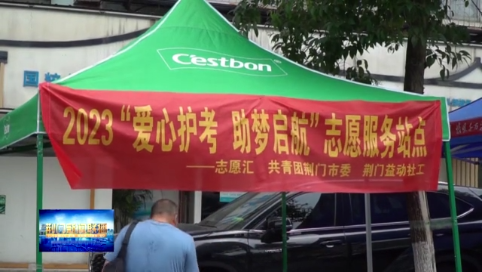 C'estbon
2023“爱心护考 助梦启航”志愿服务站点
——志愿汇 共青团荆门市委 荆门益动社工